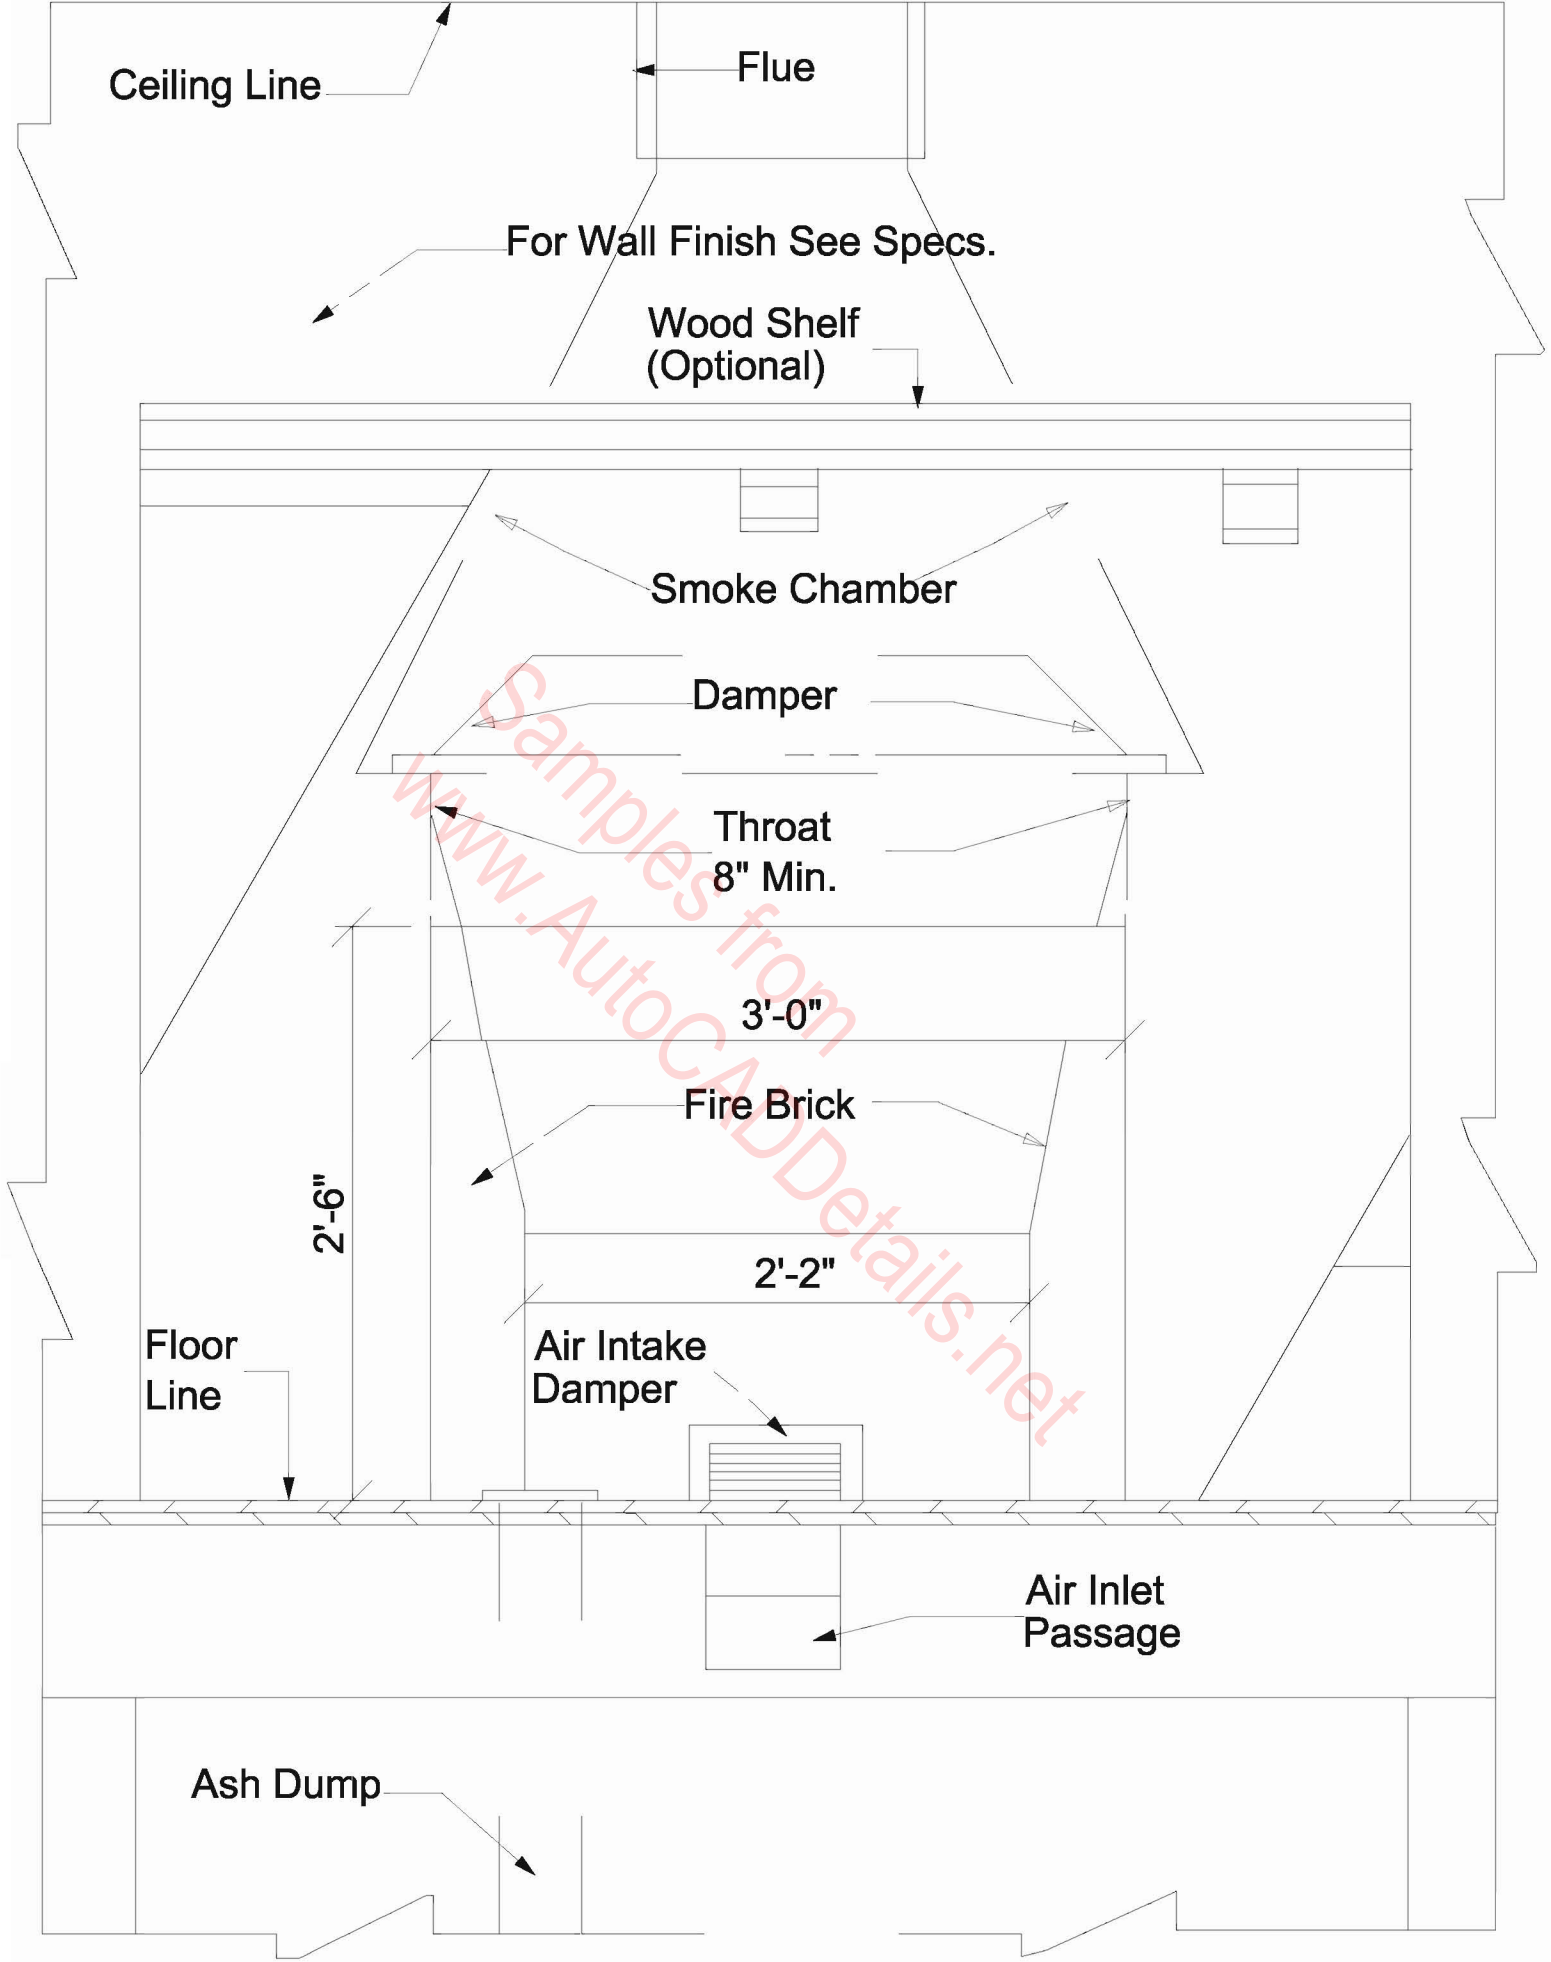 Flue
Ceiling Line
For Wall Finish See Specs.
Wood Shelf
(Optional)
Smoke Chamber
Damper
Throat
8" Min.
3'-0"
Fire Brick
2'-6"
2'-2"
Floor
Line
Air Intake
Damper
Air Inlet
Passage
Ash Dump
Samples from
www.AutoCADDetails.net